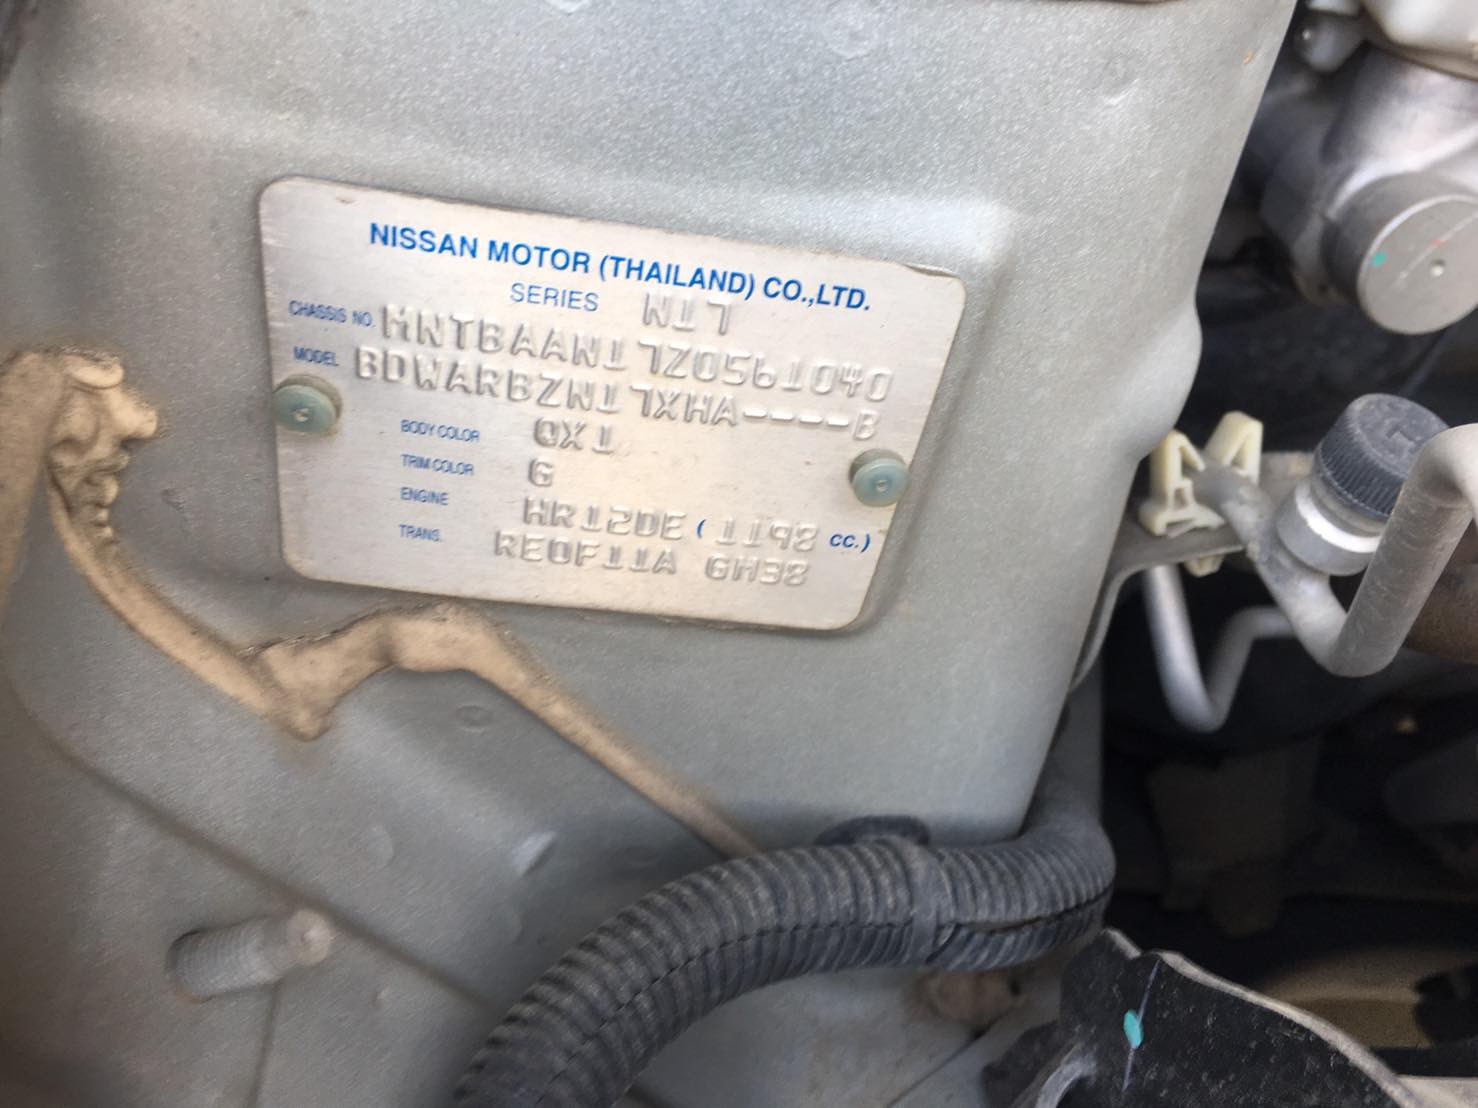 NISSAN MOTOR (THAILAND) CO.,LTD.
SERIES N17
CHASSIS NO. MNTBAAN17Z0561040
MODEL BDWARBZN17XHA----B
BODY COLOR QX1
TRIM COLOR G
ENGINE HR12DE ( 1198 cc.)
TRANS. RE0F11A GH38